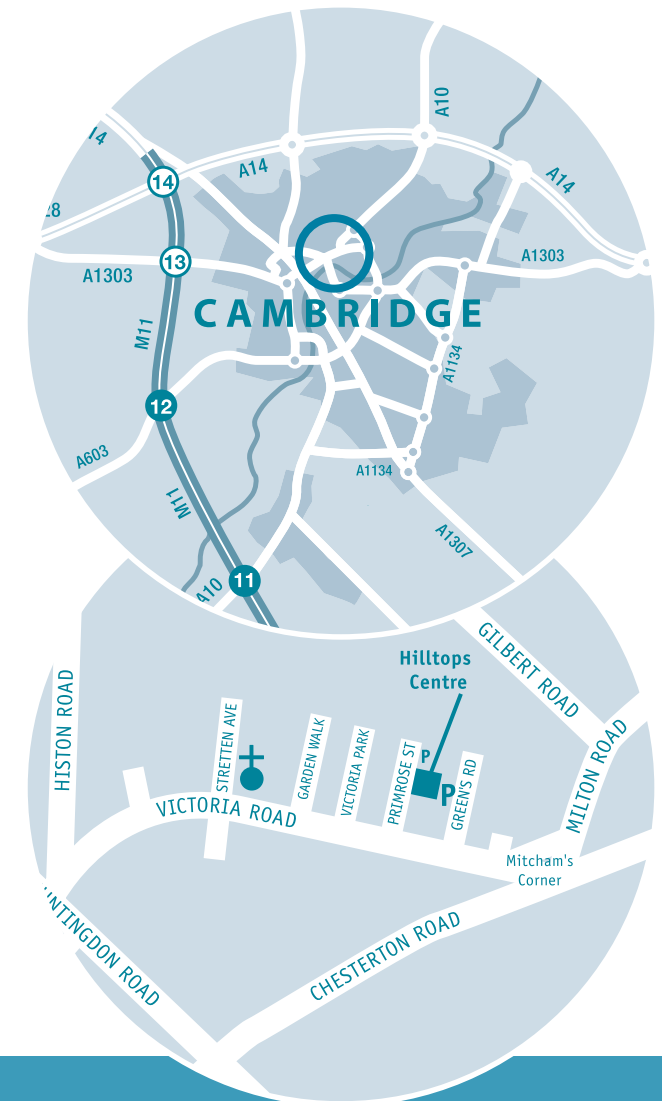 A10
14
A14
A14
28
14
13
A1303
A1303
CAMBRIDGE
M11
A1134
12
A603
A1134
M11
A1307
A10
11
GILBERT ROAD
Hilltops
Centre
HISTON ROAD
STRETTEN AVE
GARDEN WALK
VICTORIA PARK
PRIMROSE ST
P
P
GREEN'S RD
MILTON ROAD
VICTORIA ROAD
Mitcham's
Corner
UNTINGDON ROAD
CHESTERTON ROAD